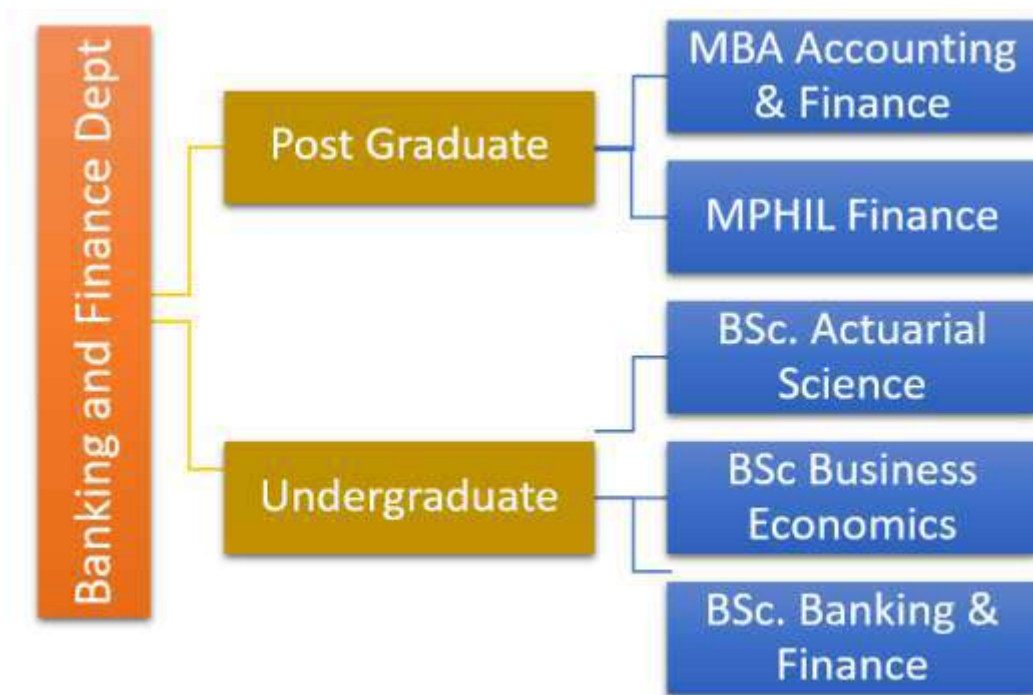 Banking and Finance Dept
Post Graduate
MBA Accounting
& Finance
MPHIL Finance
Undergraduate
BSc. Actuarial
Science
BSc Business
Economics
BSc. Banking &
Finance